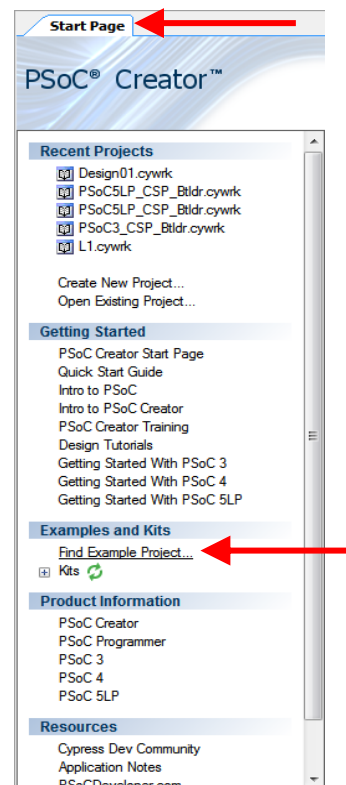 Start Page
PSoC® Creator™
Recent Projects
Design01.cywrk
PSoC5LP_CSP_Btldr.cywrk
PSoC5LP_CSP_Btldr.cywrk
PSoC3_CSP_Btldr.cywrk
L1.cywrk
Create New Project...
Open Existing Project...
Getting Started
PSoC Creator Start Page
Quick Start Guide
Intro to PSoC
Intro to PSoC Creator
PSoC Creator Training
Design Tutorials
Getting Started With PSoC 3
Getting Started With PSoC 4
Getting Started With PSoC 5LP
Examples and Kits
Find Example Project...
Kits
Product Information
PSoC Creator
PSoC Programmer
PSoC 3
PSoC 4
PSoC 5LP
Resources
Cypress Dev Community
Application Notes
PSoCDeveloper.com